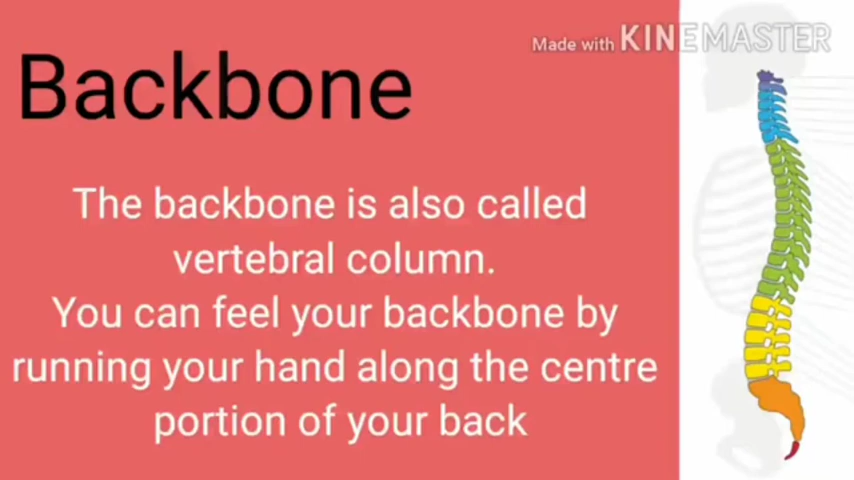 Made with KINEMASTER
Backbone
The backbone is also called
vertebral column.
You can feel your backbone by
running your hand along the centre
portion of your back